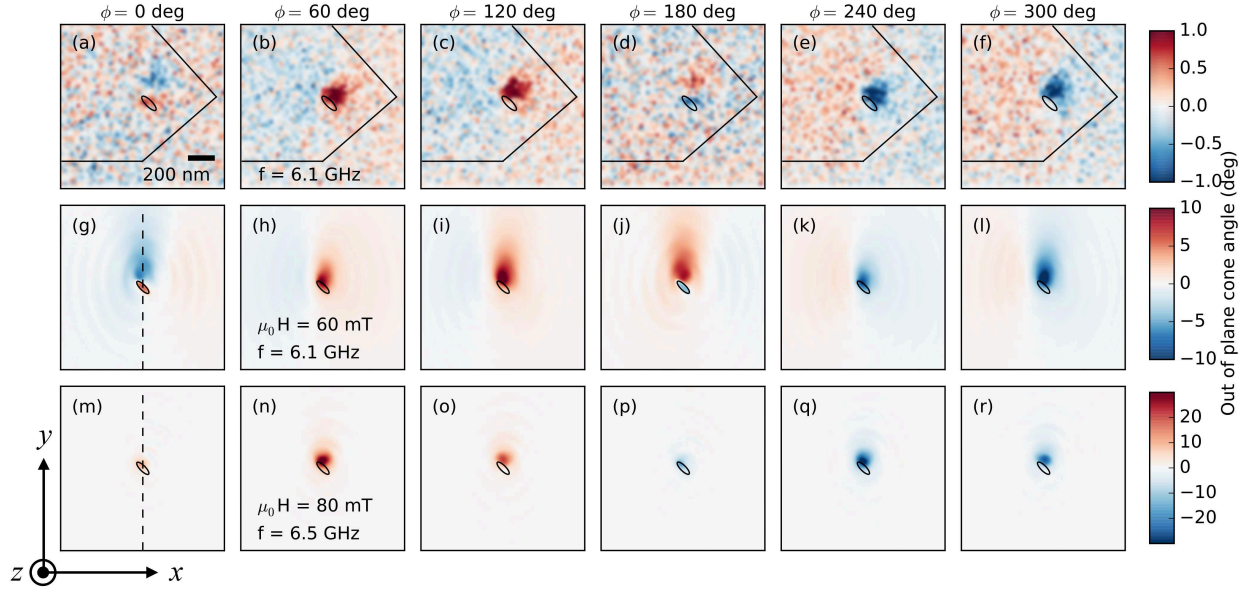 ϕ = 0 deg ϕ = 60 deg ϕ = 120 deg ϕ = 180 deg ϕ = 240 deg ϕ = 300 deg
(a) (b) (c) (d) (e) (f)
200 nm
f = 6.1 GHz
1.0
0.5
0.0
−0.5
−1.0
(g) (h) (i) (j) (k) (l)
μ₀H = 60 mT
f = 6.1 GHz
10
5
0
−5
−10
Out of plane cone angle (deg)
(m) (n) (o) (p) (q) (r)
μ₀H = 80 mT
f = 6.5 GHz
20
10
0
−10
−20
y
z
x